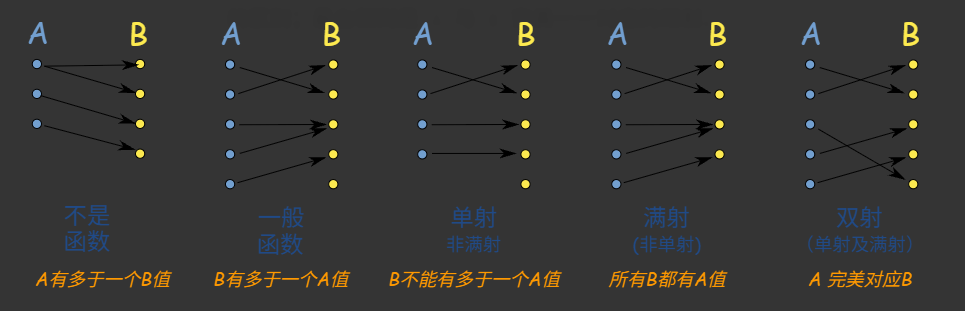 A B A B A B A B A B
不是 一般 单射 满射 双射
函数 函数 非满射 (非单射) (单射及满射)
A有多于一个B值 B有多于一个A值 B不能有多于一个A值 所有B都有A值 A 完美对应B